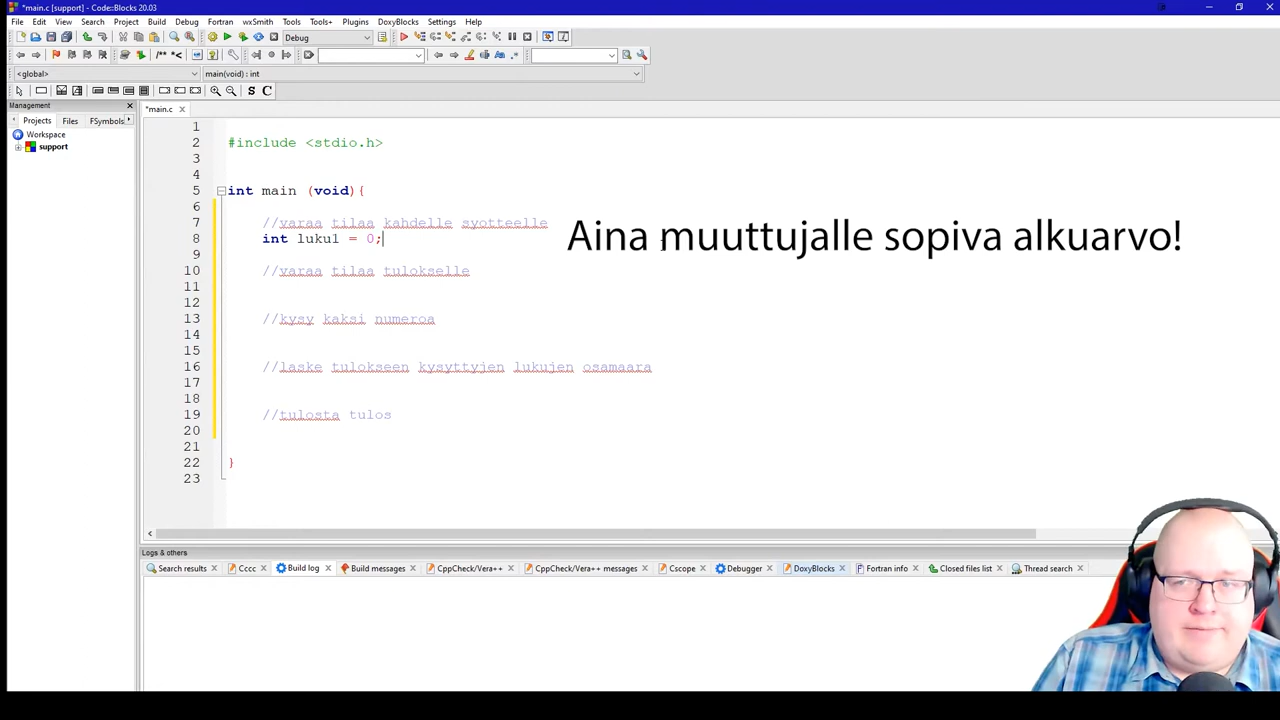 *main.c [support] - Code::Blocks 20.03
File Edit View Search Project Build Debug Fortran wxSmith Tools Tools+ Plugins DoxyBlocks Settings Help
Debug
/** *<
<global> main(void) : int
S C
Management
Projects Files FSymbols
Workspace
support
*main.c
1
2 #include <stdio.h>
3
4
5 int main (void){
6
7 //varaa tilaa kahdelle syotteelle
8 int luku1 = 0;
Aina muuttujalle sopiva alkuarvo!
9
10 //varaa tilaa tulokselle
11
12
13 //kysy kaksi numeroa
14
15
16 //laske tulokseen kysyttyjen lukujen osamaara
17
18
19 //tulosta tulos
20
21
22 }
23
Logs & others
Search results Cccc Build log Build messages CppCheck/Vera++ CppCheck/Vera++ messages Cscope Debugger DoxyBlocks Fortran info Closed files list Thread search